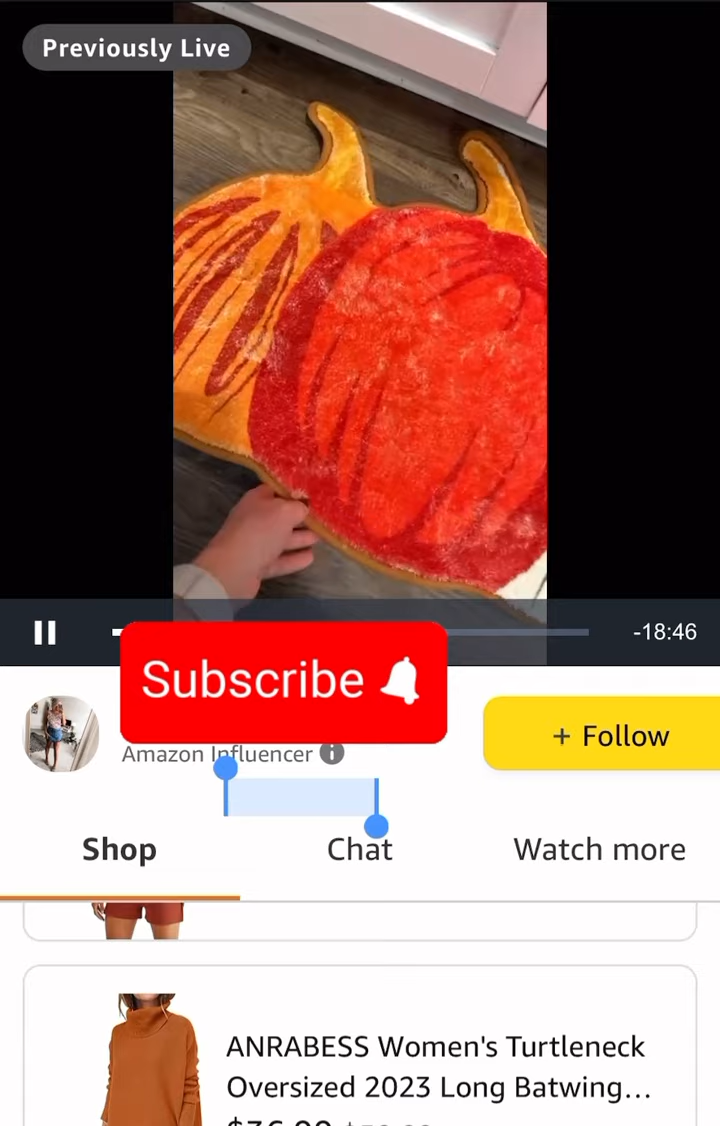 Previously Live
-18:46
Subscribe
Amazon Influencer
+ Follow
Shop
Chat
Watch more
ANRABESS Women's Turtleneck
Oversized 2023 Long Batwing...